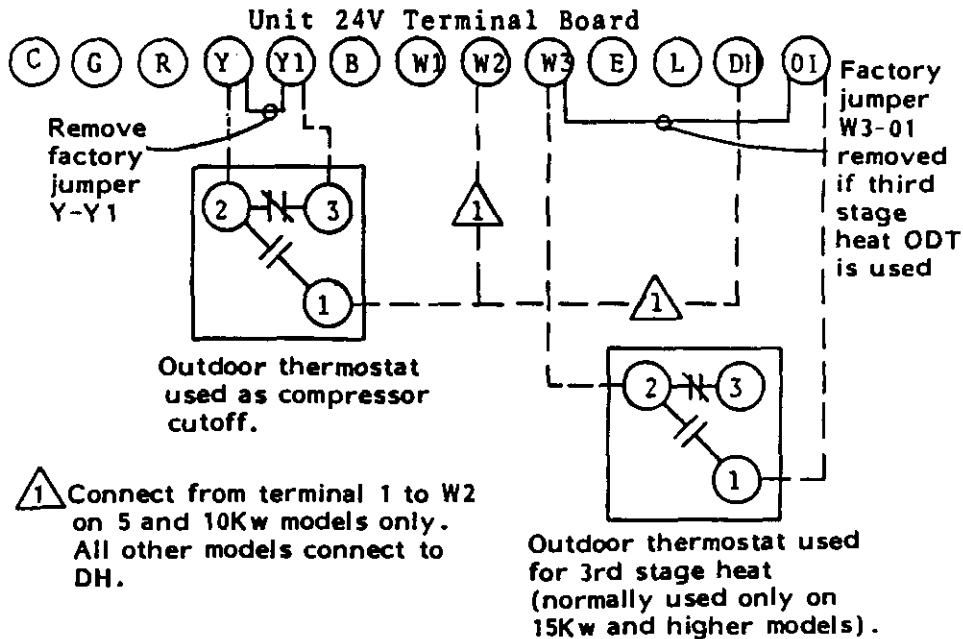 Unit 24V Terminal Board
C G R Y Y1 B W1 W2 W3 E L DH 01
Remove
factory
jumper
Y-Y1
Factory
jumper
W3-01
removed
if third
stage
heat ODT
is used
2 3
1
1
1
Outdoor thermostat
used as compressor
cutoff.
2 3
1
1 Connect from terminal 1 to W2
on 5 and 10Kw models only.
All other models connect to
DH.
Outdoor thermostat used
for 3rd stage heat
(normally used only on
15Kw and higher models).